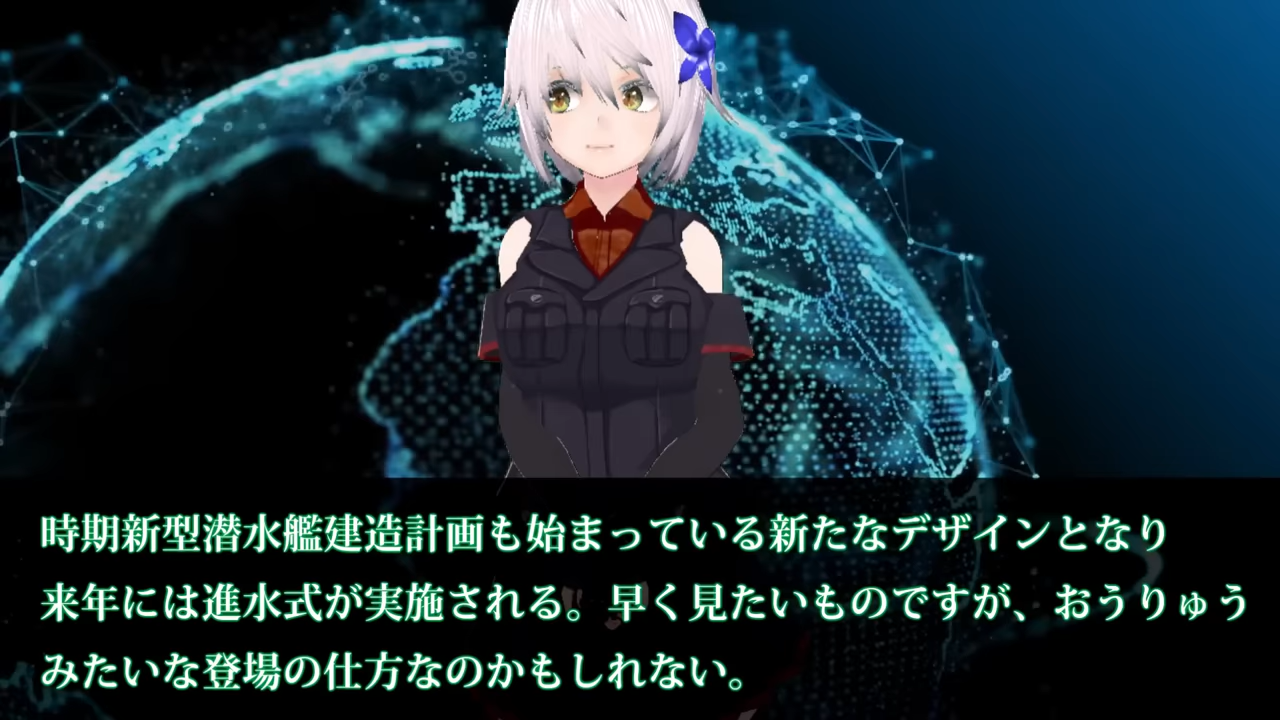 時期新型潜水艦建造計画も始まっている新たなデザインとなり
来年には進水式が実施される。早く見たいものですが、おうりゅう
みたいな登場の仕方なのかもしれない。